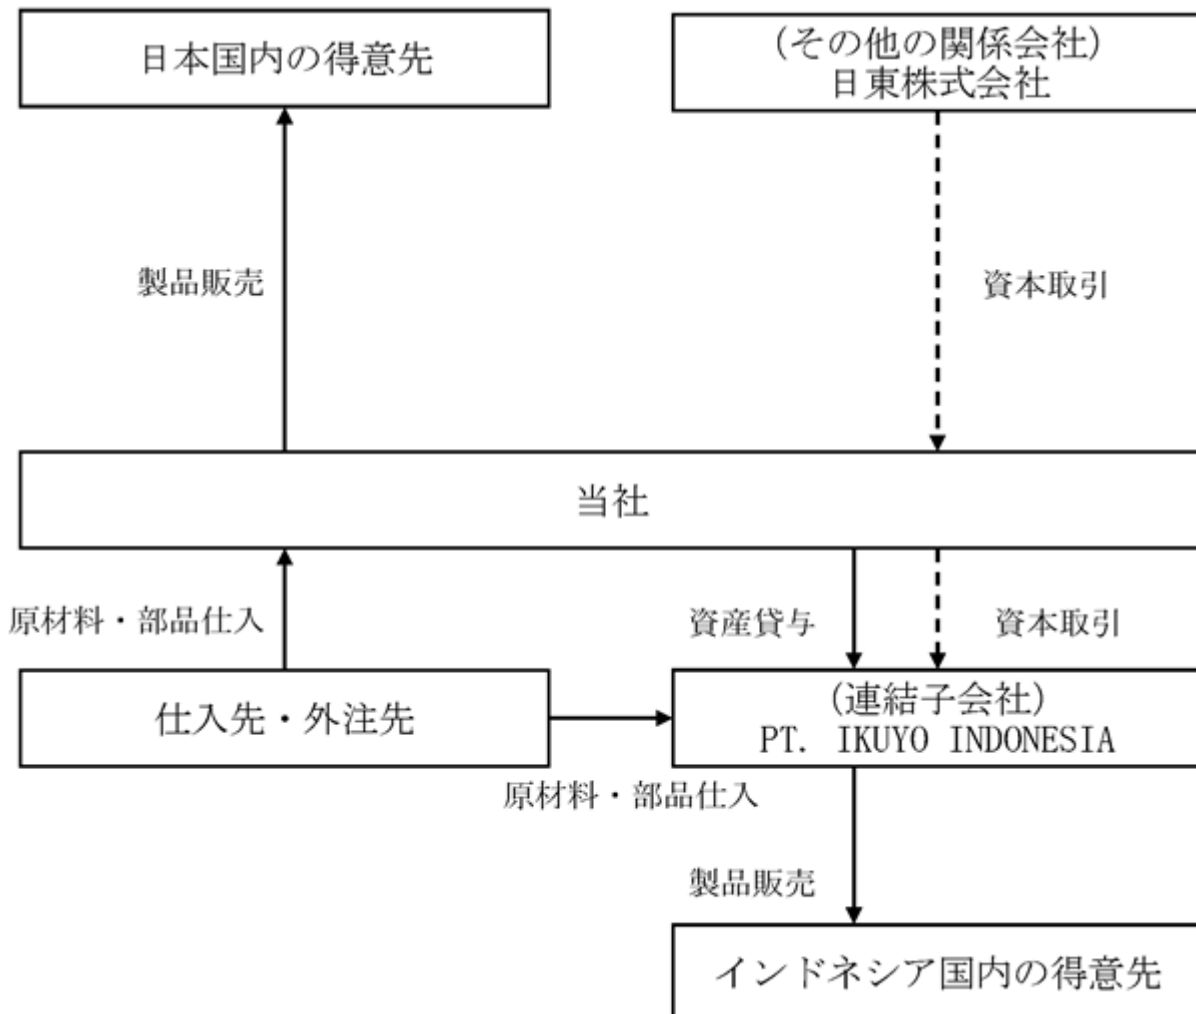 日本国内の得意先
(その他の関係会社)
日東株式会社
製品販売
資本取引
当社
原材料・部品仕入
資産貸与
資本取引
仕入先・外注先
(連結子会社)
PT. IKUYO INDONESIA
原材料・部品仕入
製品販売
インドネシア国内の得意先